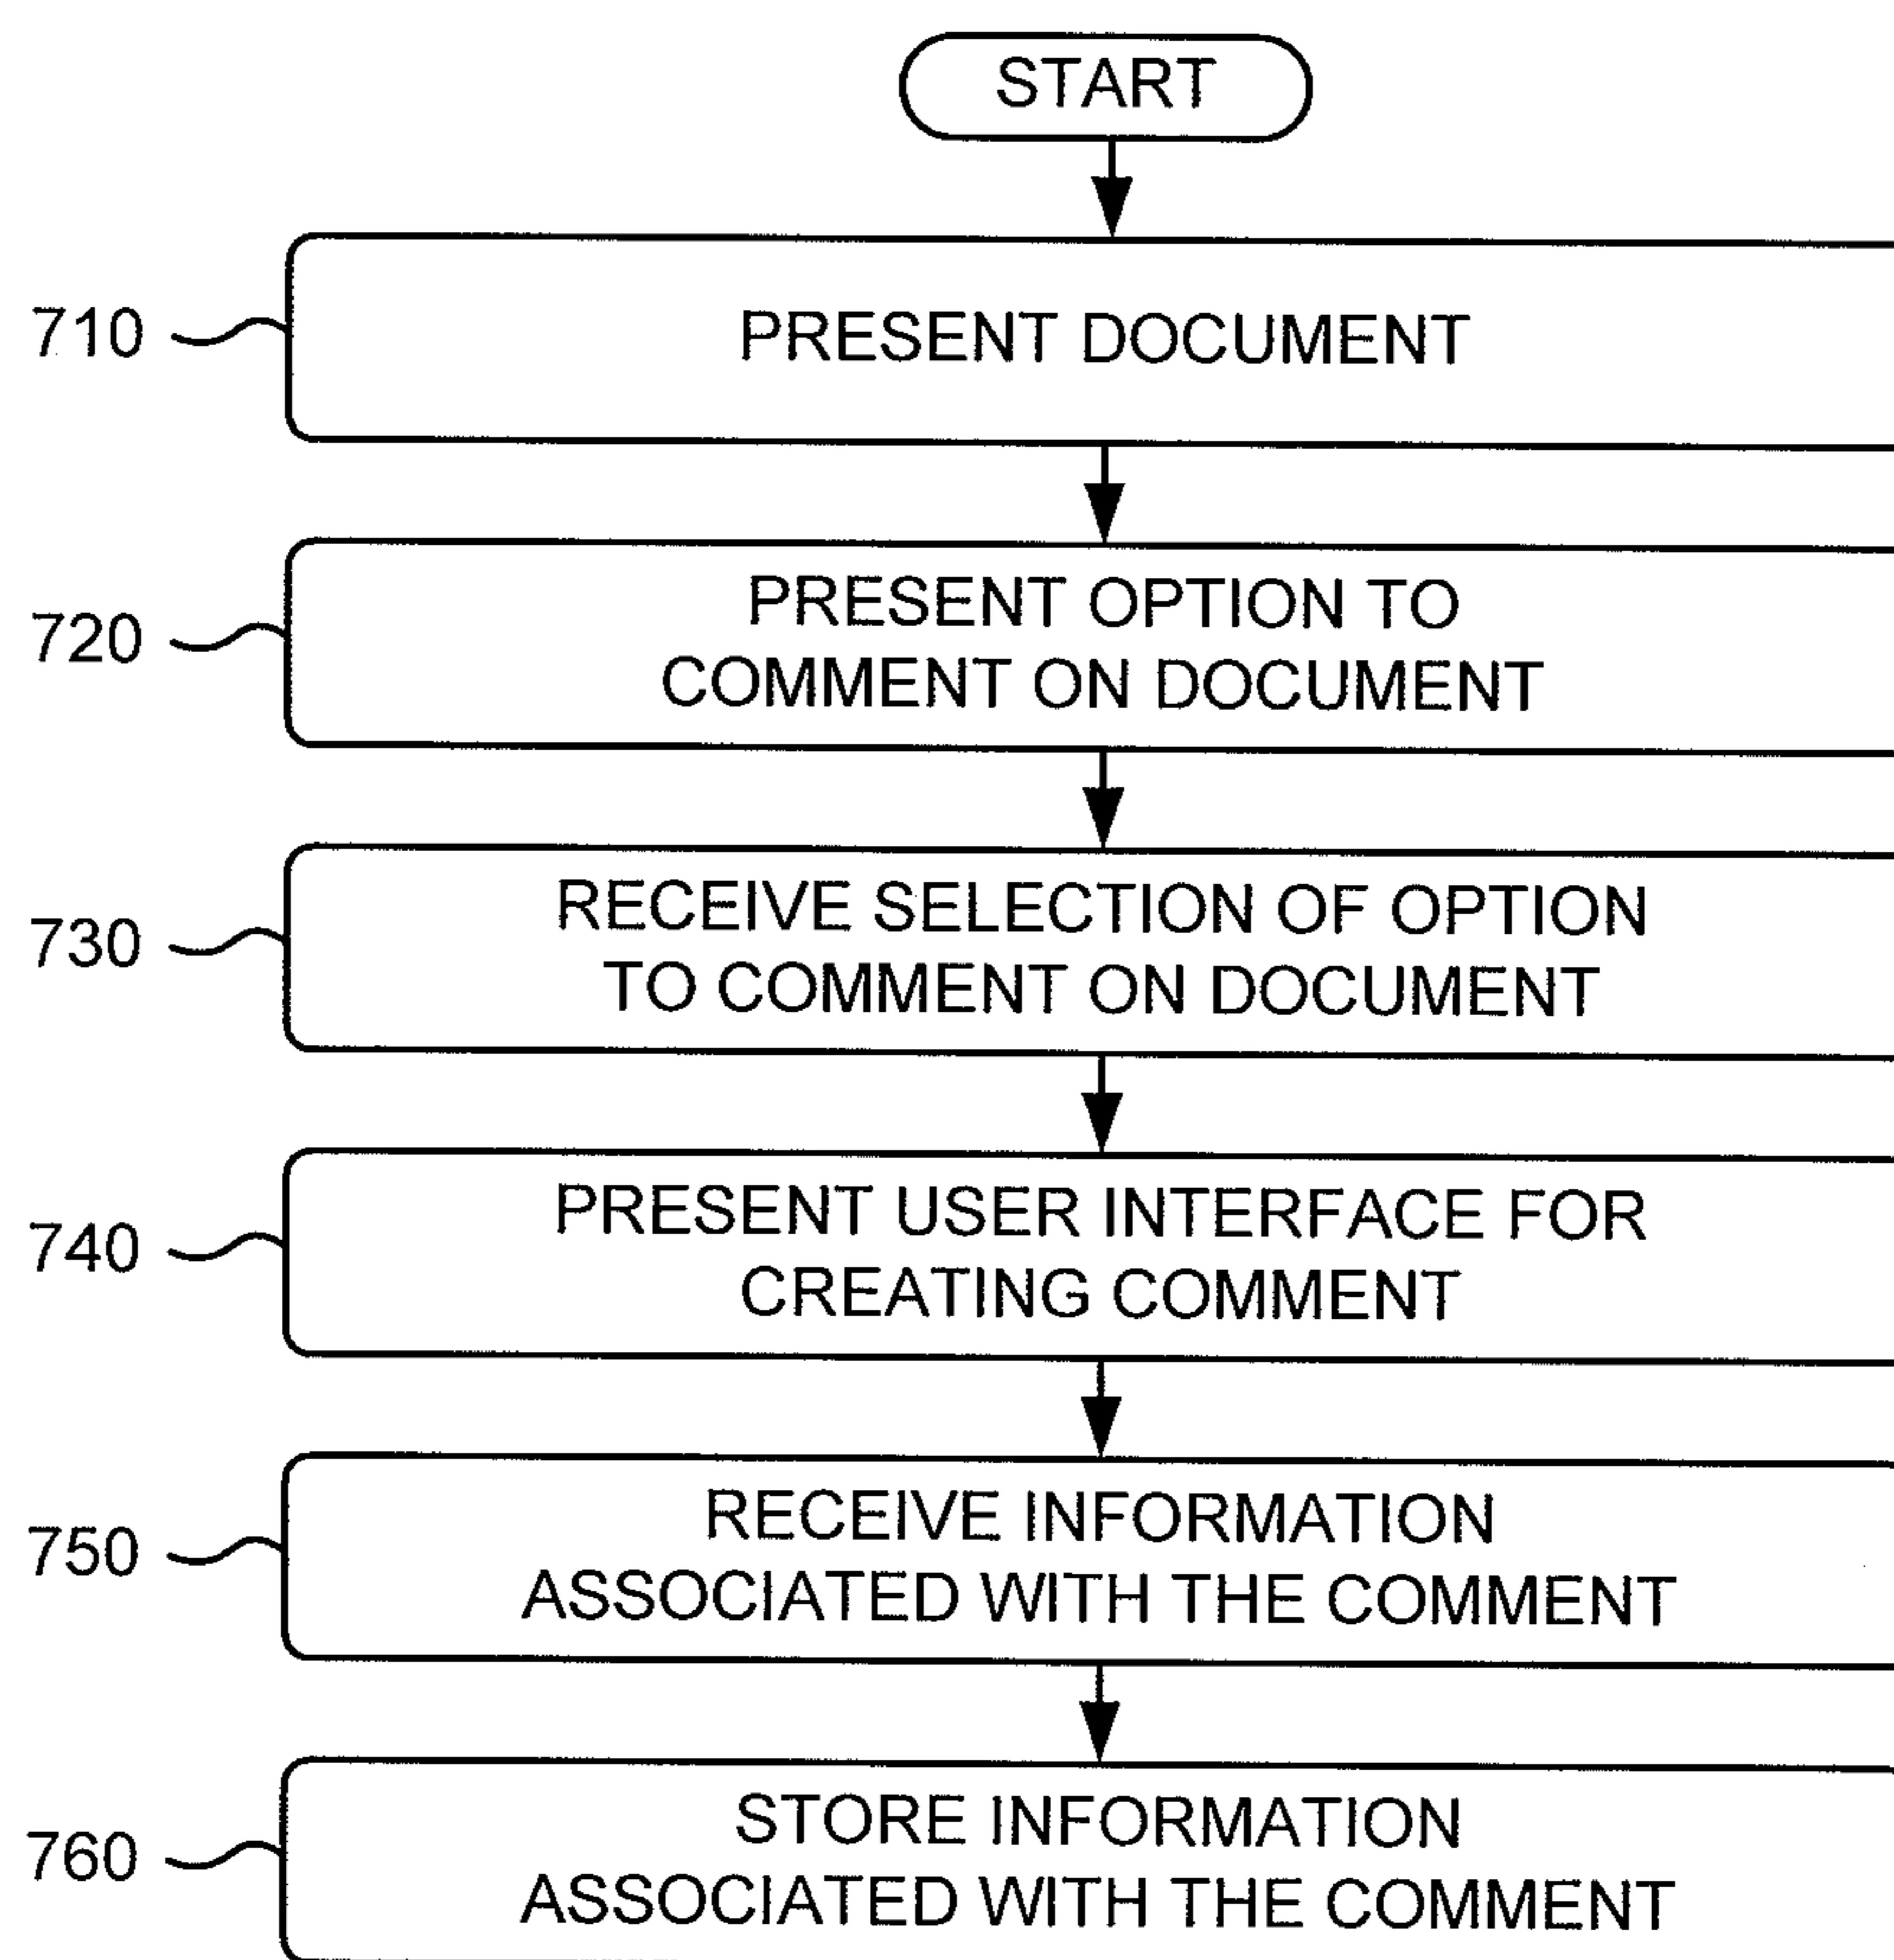 START
710
PRESENT DOCUMENT
720
PRESENT OPTION TO
COMMENT ON DOCUMENT
730
RECEIVE SELECTION OF OPTION
TO COMMENT ON DOCUMENT
740
PRESENT USER INTERFACE FOR
CREATING COMMENT
750
RECEIVE INFORMATION
ASSOCIATED WITH THE COMMENT
760
STORE INFORMATION
ASSOCIATED WITH THE COMMENT